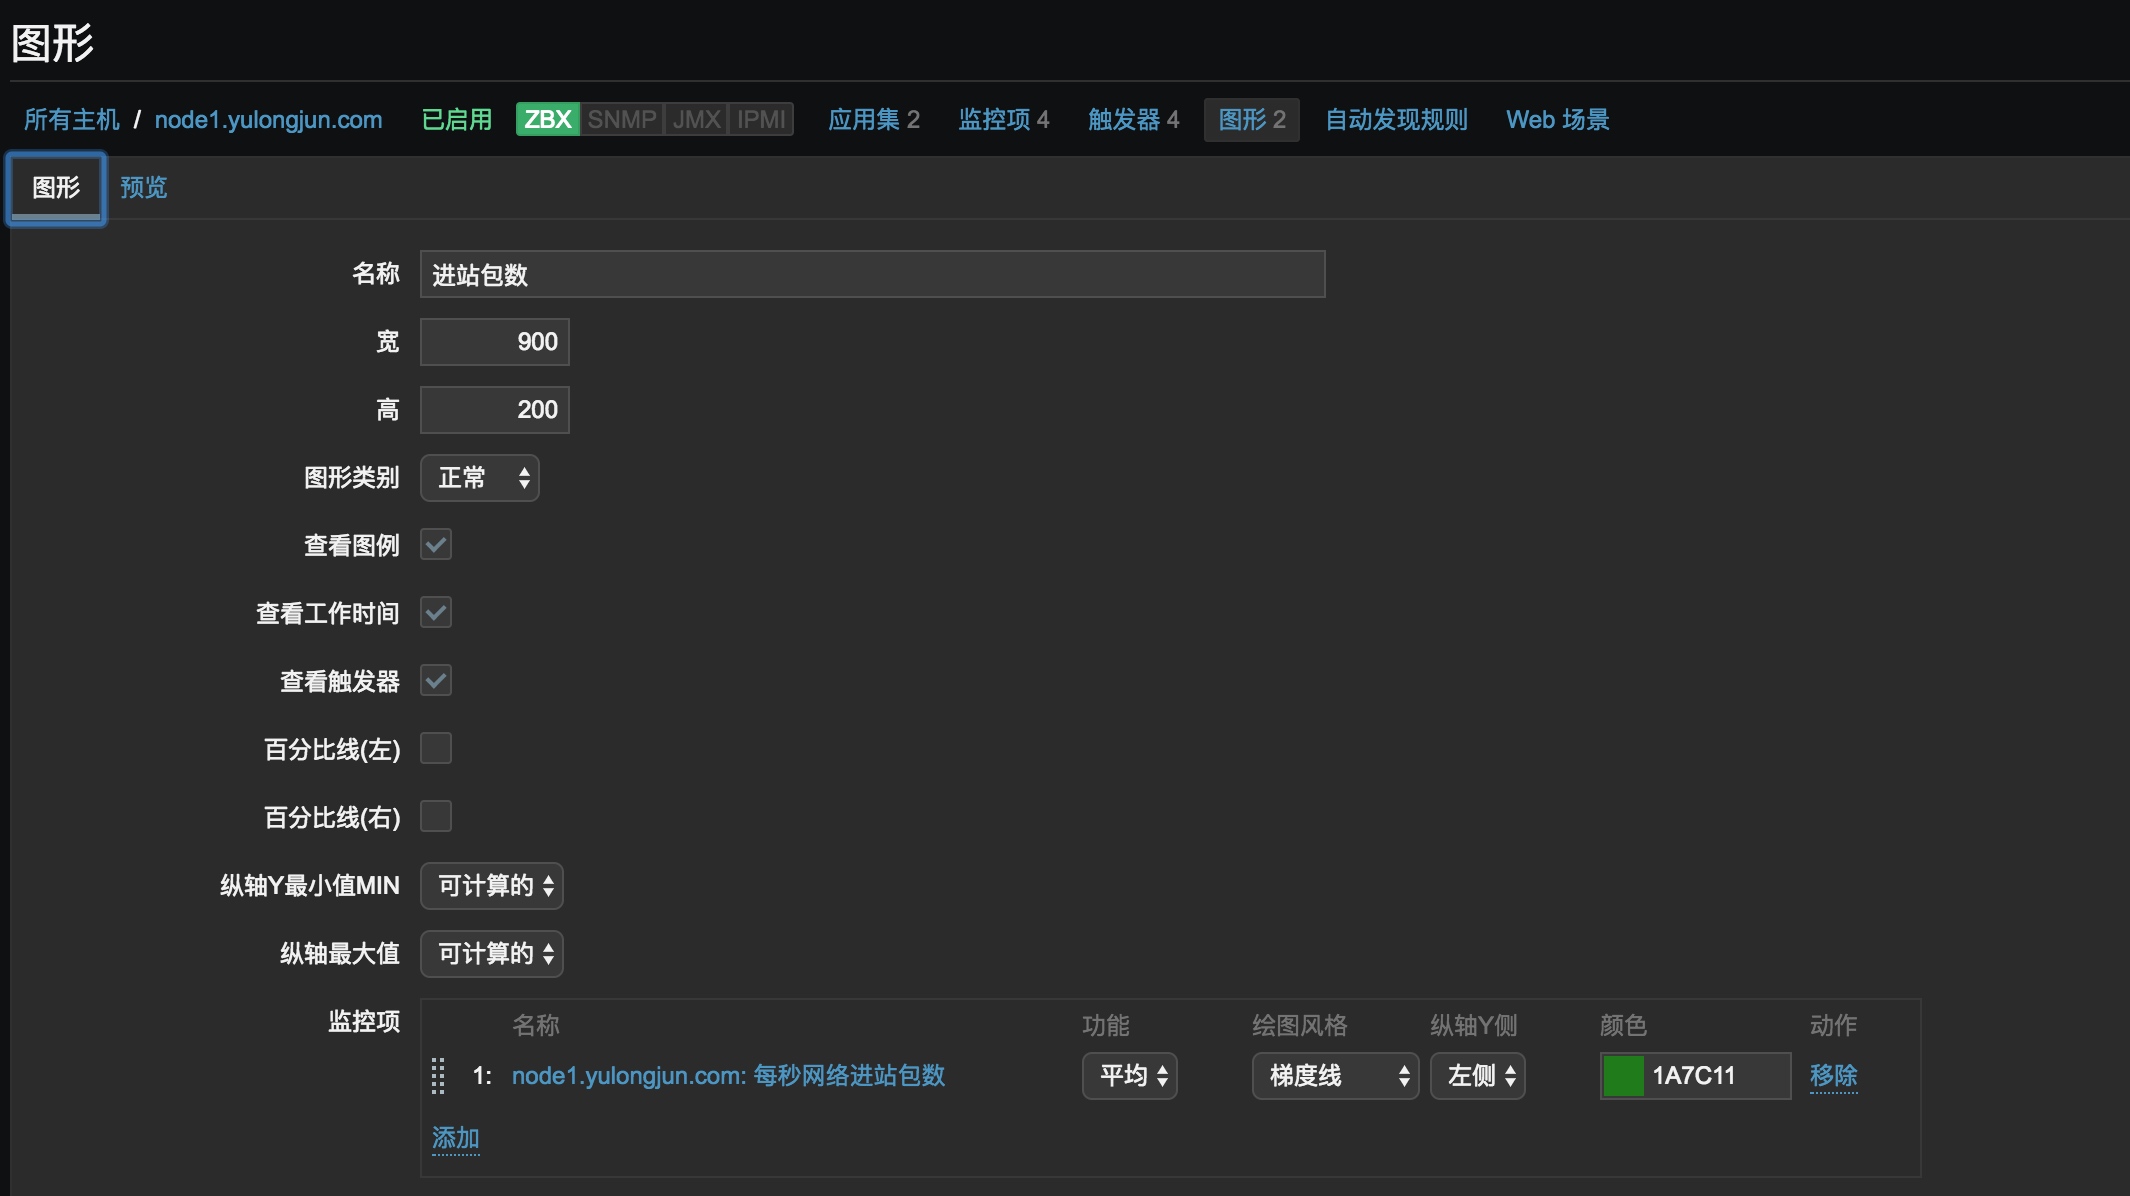 图形
所有主机 / node1.yulongjun.com 已启用 ZBX SNMP JMX IPMI 应用集 2 监控项 4 触发器 4 图形 2 自动发现规则 Web 场景
图形 预览
名称 进站包数
宽 900
高 200
图形类别 正常
查看图例
查看工作时间
查看触发器
百分比线(左)
百分比线(右)
纵轴Y最小值MIN 可计算的
纵轴最大值 可计算的
监控项 名称 功能 绘图风格 纵轴Y侧 颜色 动作
1: node1.yulongjun.com: 每秒网络进站包数 平均 梯度线 左侧 1A7C11 移除
添加